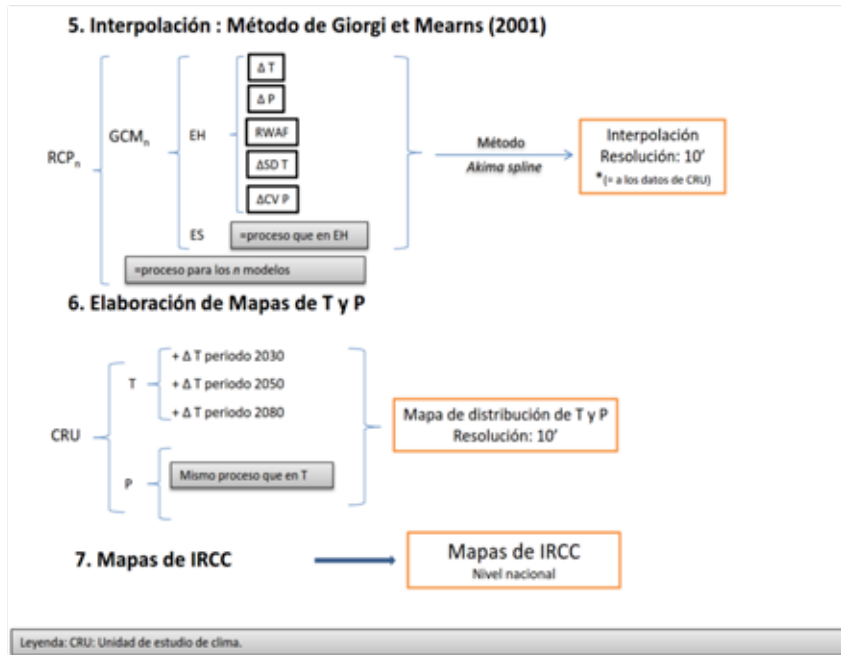 5. Interpolación : Método de Giorgi et Mearns (2001)
RCPn
GCMn
EH
Δ T
Δ P
RWAF
ΔSD T
ΔCV P
ES
=proceso que en EH
=proceso para los n modelos
Método
Akima spline
Interpolación
Resolución: 10’
*(= a los datos de CRU)
6. Elaboración de Mapas de T y P
CRU
T
+ Δ T periodo 2030
+ Δ T periodo 2050
+ Δ T periodo 2080
P
Mismo proceso que en T
Mapa de distribución de T y P
Resolución: 10’
7. Mapas de IRCC
Mapas de IRCC
Nivel nacional
Leyenda: CRU: Unidad de estudio de clima.